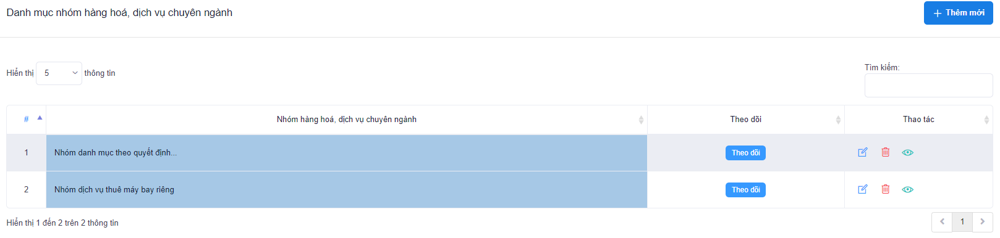 Danh mục nhóm hàng hoá, dịch vụ chuyên ngành
Thêm mới
Hiển thị 5 thông tin
Tìm kiếm:
# Nhóm hàng hoá, dịch vụ chuyên ngành Theo dõi Thao tác
1 Nhóm danh mục theo quyết định... Theo dõi
2 Nhóm dịch vụ thuê máy bay riêng Theo dõi
Hiển thị 1 đến 2 trên 2 thông tin
1